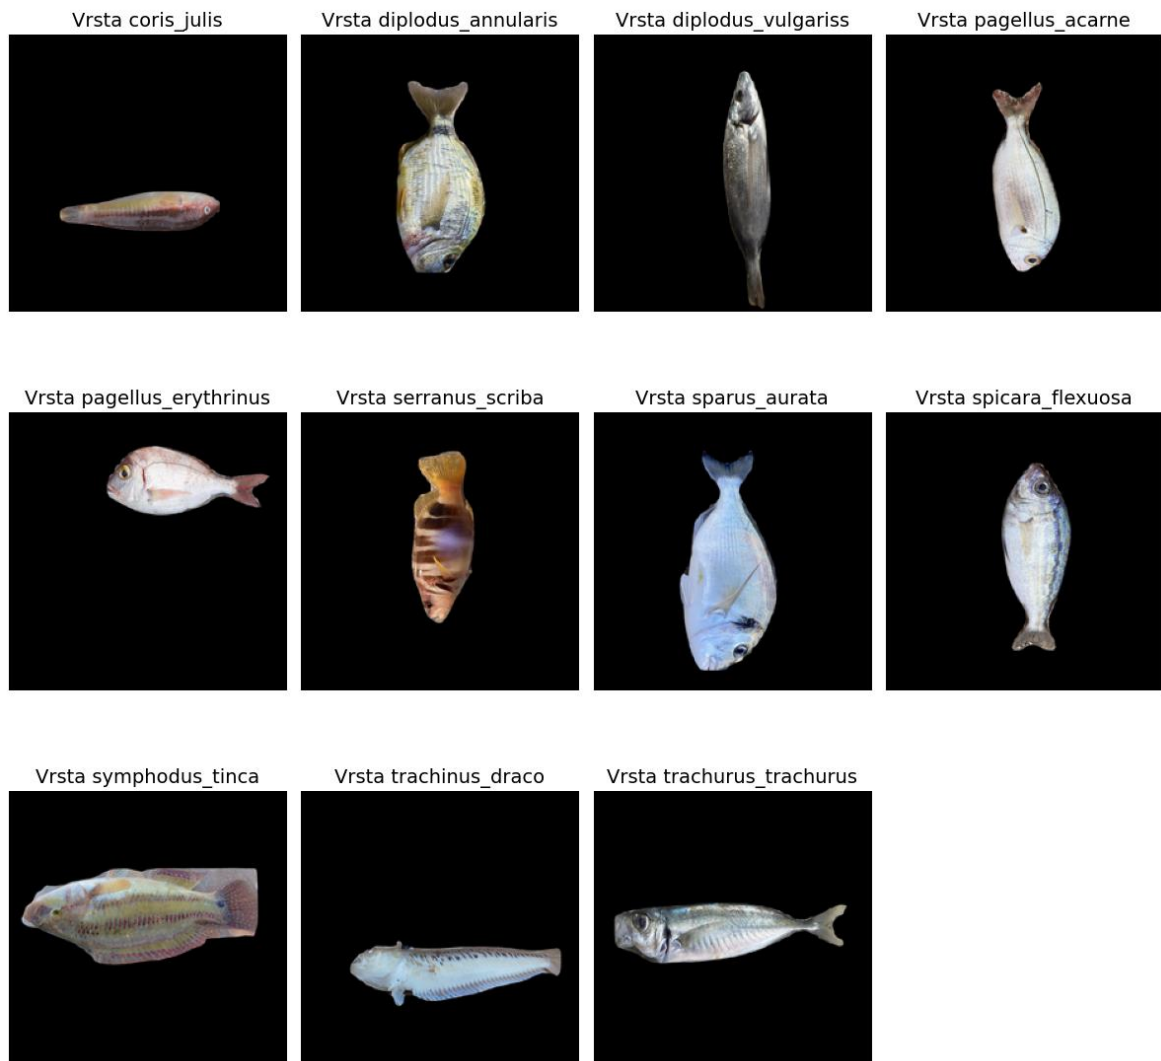 Vrsta coris_julis
Vrsta diplodus_annularis
Vrsta diplodus_vulgariss
Vrsta pagellus_acarne
Vrsta pagellus_erythrinus
Vrsta serranus_scriba
Vrsta sparus_aurata
Vrsta spicara_flexuosa
Vrsta symphodus_tinca
Vrsta trachinus_draco
Vrsta trachurus_trachurus